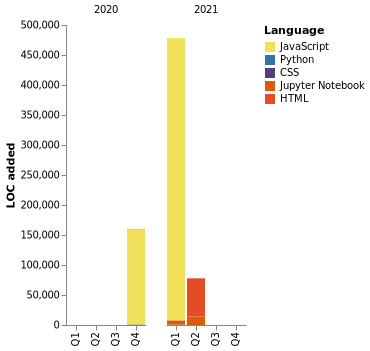 2020
2021
LOC added
500,000
450,000
400,000
350,000
300,000
250,000
200,000
150,000
100,000
50,000
0
Q1
Q2
Q3
Q4
Q1
Q2
Q3
Q4
Language
JavaScript
Python
CSS
Jupyter Notebook
HTML